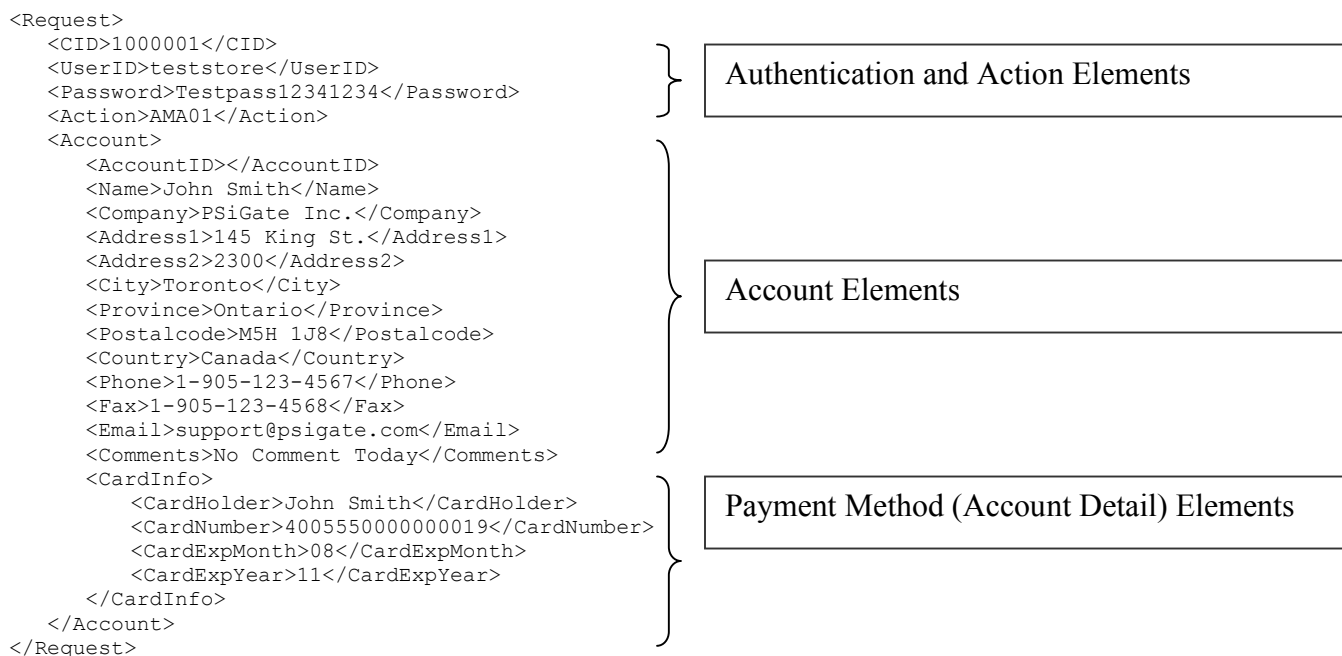 <Request>
<CID>1000001</CID>
<UserID>teststore</UserID>
<Password>Testpass12341234</Password>
<Action>AMA01</Action>
Authentication and Action Elements
<Account>
<AccountID></AccountID>
<Name>John Smith</Name>
<Company>PSiGate Inc.</Company>
<Address1>145 King St.</Address1>
<Address2>2300</Address2>
<City>Toronto</City>
<Province>Ontario</Province>
<Postalcode>M5H 1J8</Postalcode>
<Country>Canada</Country>
<Phone>1-905-123-4567</Phone>
<Fax>1-905-123-4568</Fax>
<Email>support@psigate.com</Email>
<Comments>No Comment Today</Comments>
Account Elements
<CardInfo>
<CardHolder>John Smith</CardHolder>
<CardNumber>4005550000000019</CardNumber>
<CardExpMonth>08</CardExpMonth>
<CardExpYear>11</CardExpYear>
</CardInfo>
</Account>
</Request>
Payment Method (Account Detail) Elements